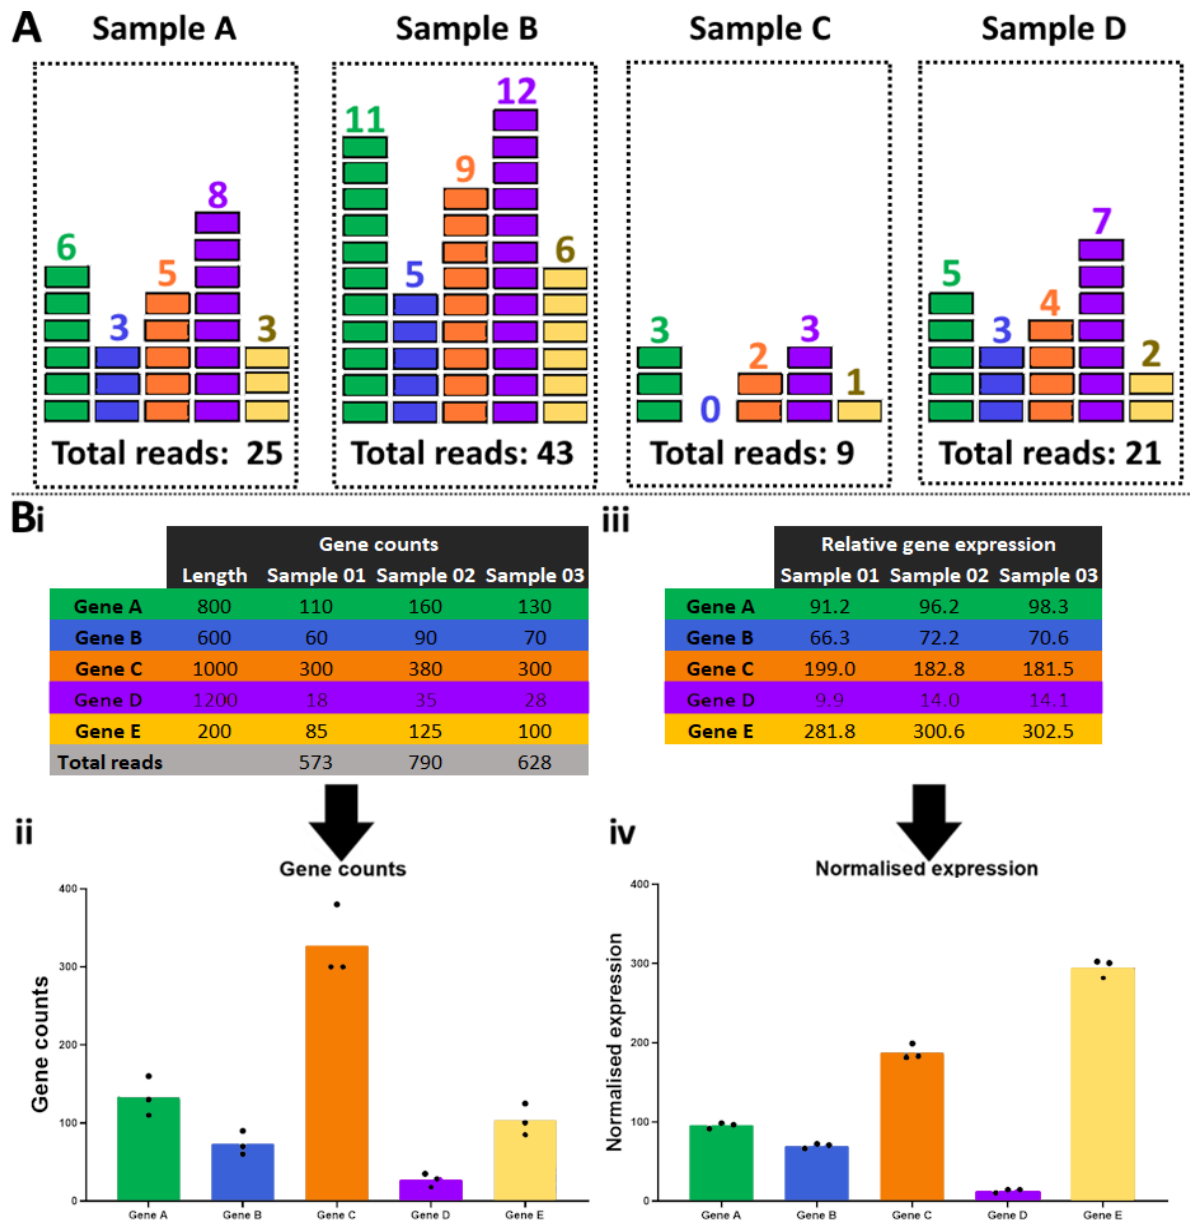 A
Sample A
Sample B
Sample C
Sample D
6
3
5
8
3
Total reads: 25
11
5
9
12
6
Total reads: 43
3
0
2
3
1
Total reads: 9
5
3
4
7
2
Total reads: 21
Bi
Gene counts
Length Sample 01 Sample 02 Sample 03
Gene A 800 110 160 130
Gene B 600 60 90 70
Gene C 1000 300 380 300
Gene D 1200 18 35 28
Gene E 200 85 125 100
Total reads 573 790 628
iii
Relative gene expression
Sample 01 Sample 02 Sample 03
Gene A 91.2 96.2 98.3
Gene B 66.3 72.2 70.6
Gene C 199.0 182.8 181.5
Gene D 9.9 14.0 14.1
Gene E 281.8 300.6 302.5
ii
Gene counts
Gene counts
400
300
200
100
0
Gene A Gene B Gene C Gene D Gene E
iv
Normalised expression
Normalised expression
400
300
200
100
0
Gene A Gene B Gene C Gene D Gene E